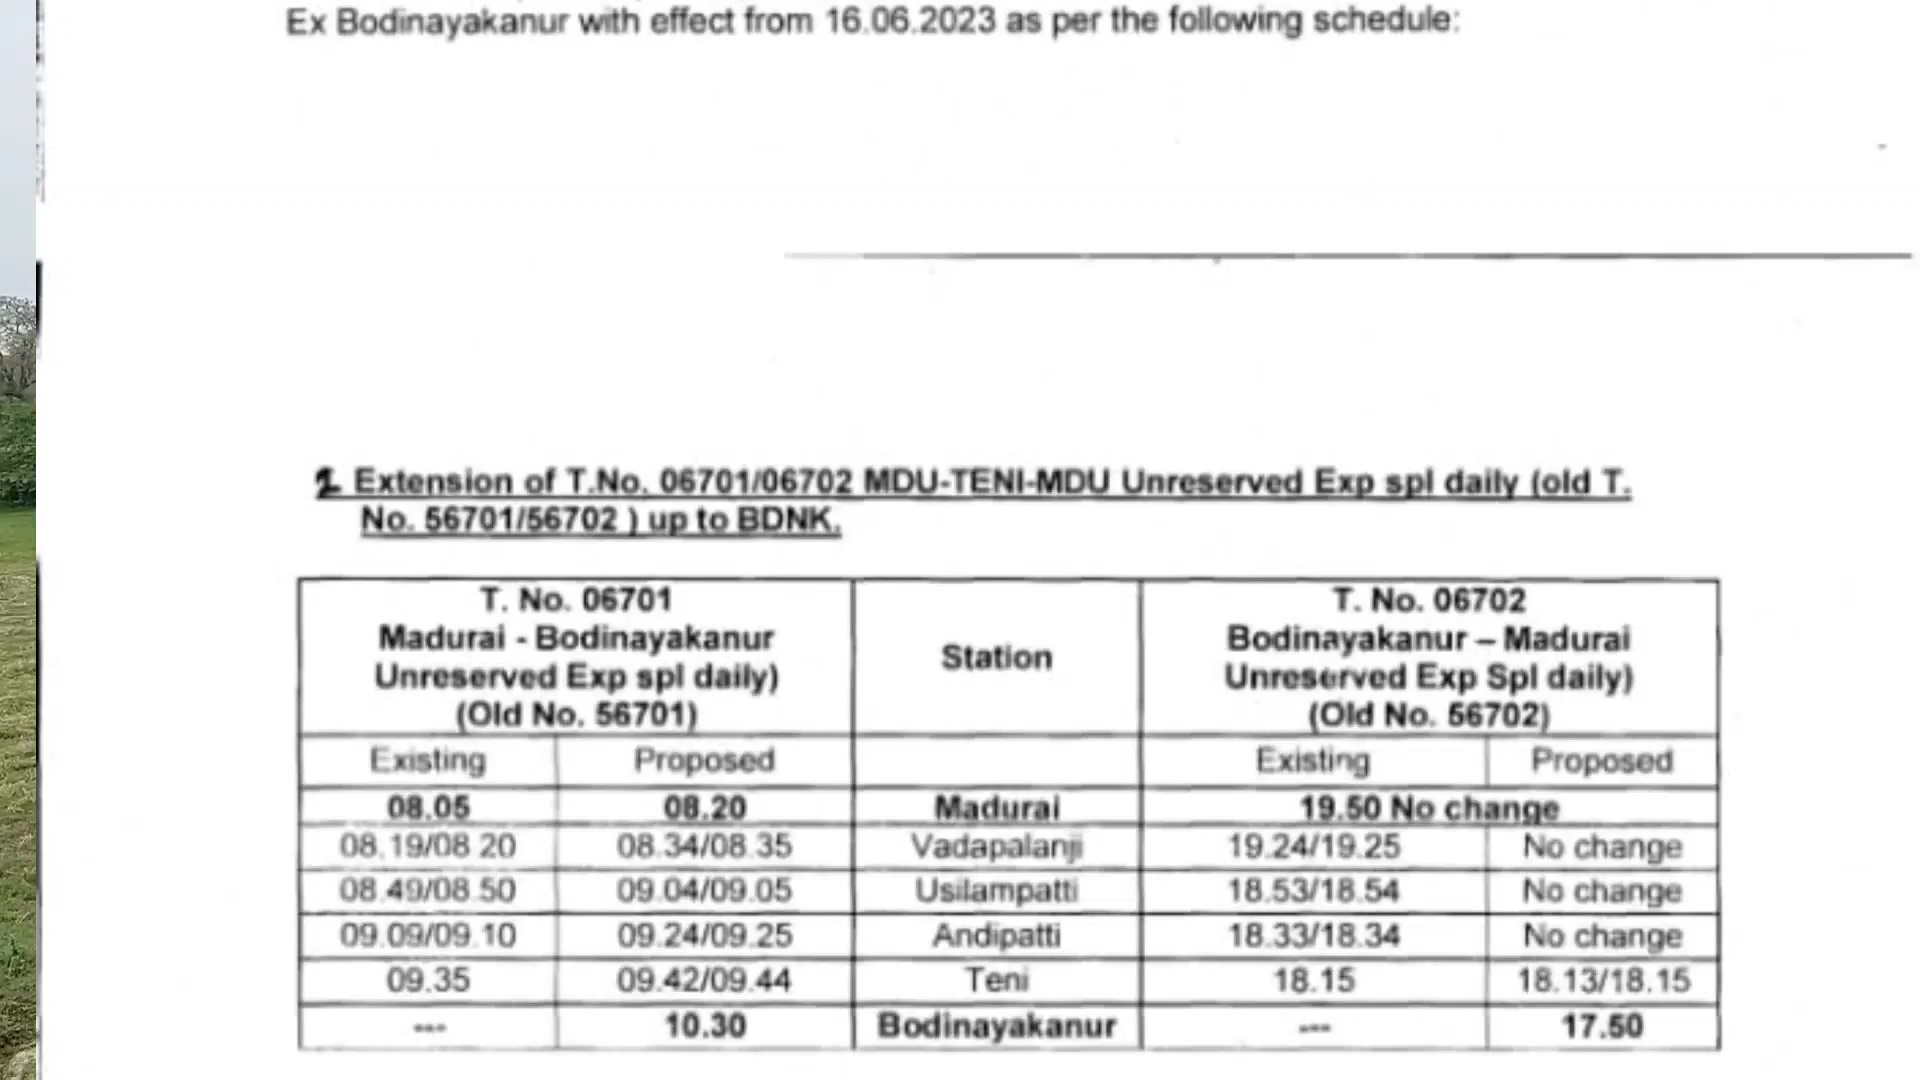 Ex Bodinayakanur with effect from 16.06.2023 as per the following schedule:
2. Extension of T.No. 06701/06702 MDU-TENI-MDU Unreserved Exp spl daily (old T.
No. 56701/56702 ) up to BDNK.
T. No. 06701
Madurai - Bodinayakanur
Unreserved Exp spl daily)
(Old No. 56701)
Station
T. No. 06702
Bodinayakanur – Madurai
Unreserved Exp Spl daily)
(Old No. 56702)
Existing Proposed Existing Proposed
08.05 08.20 Madurai 19.50 No change
08.19/08 20 08.34/08.35 Vadapalanji 19.24/19.25 No change
08.49/08.50 09.04/09.05 Usilampatti 18.53/18.54 No change
09.09/09.10 09.24/09.25 Andipatti 18.33/18.34 No change
09.35 09.42/09.44 Teni 18.15 18.13/18.15
--- 10.30 Bodinayakanur --- 17.50